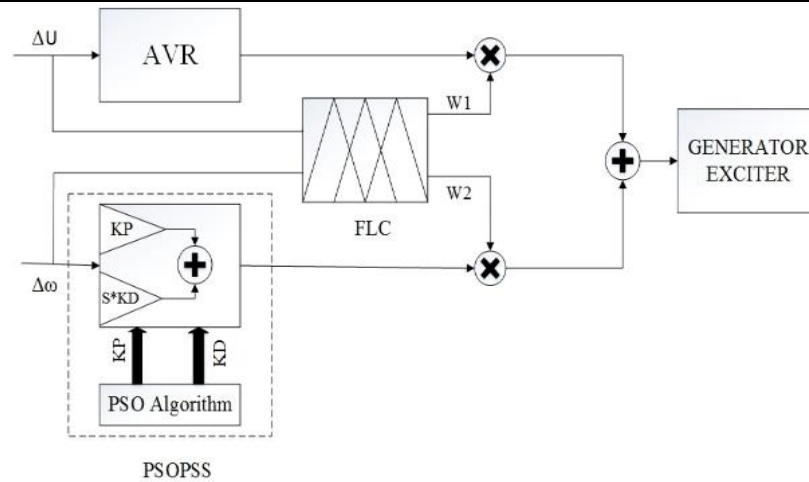 ΔU
AVR
W1
GENERATOR
EXCITER
W2
FLC
KP
Δω
S*KD
KP
KD
PSO Algorithm
PSOPSS